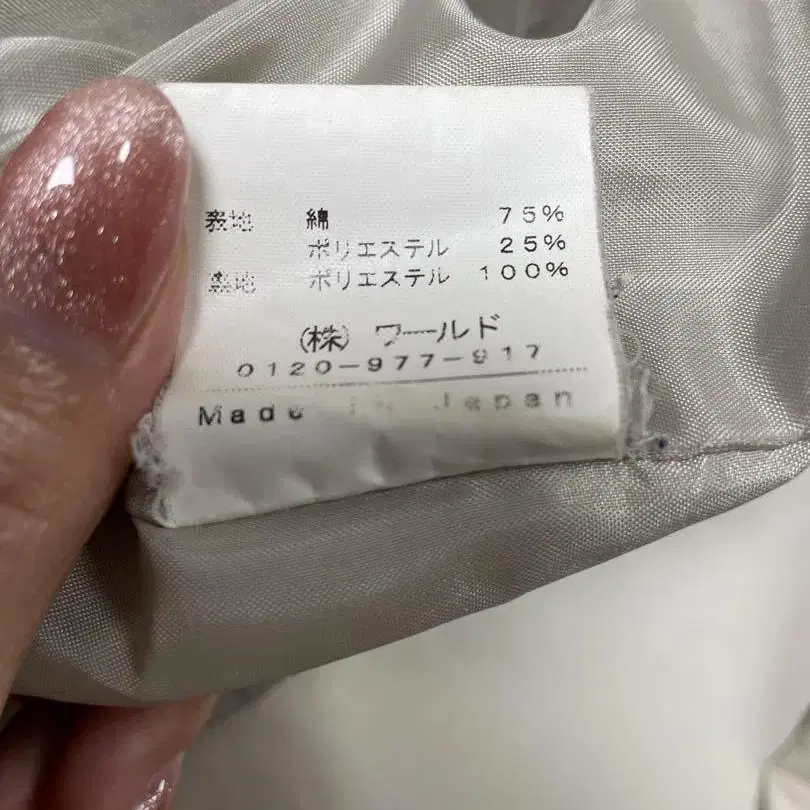 表地 綿 75%
ポリエステル 25%
裏地 ポリエステル 100%
(株) ワールド
0120-977-917
Made in Japan